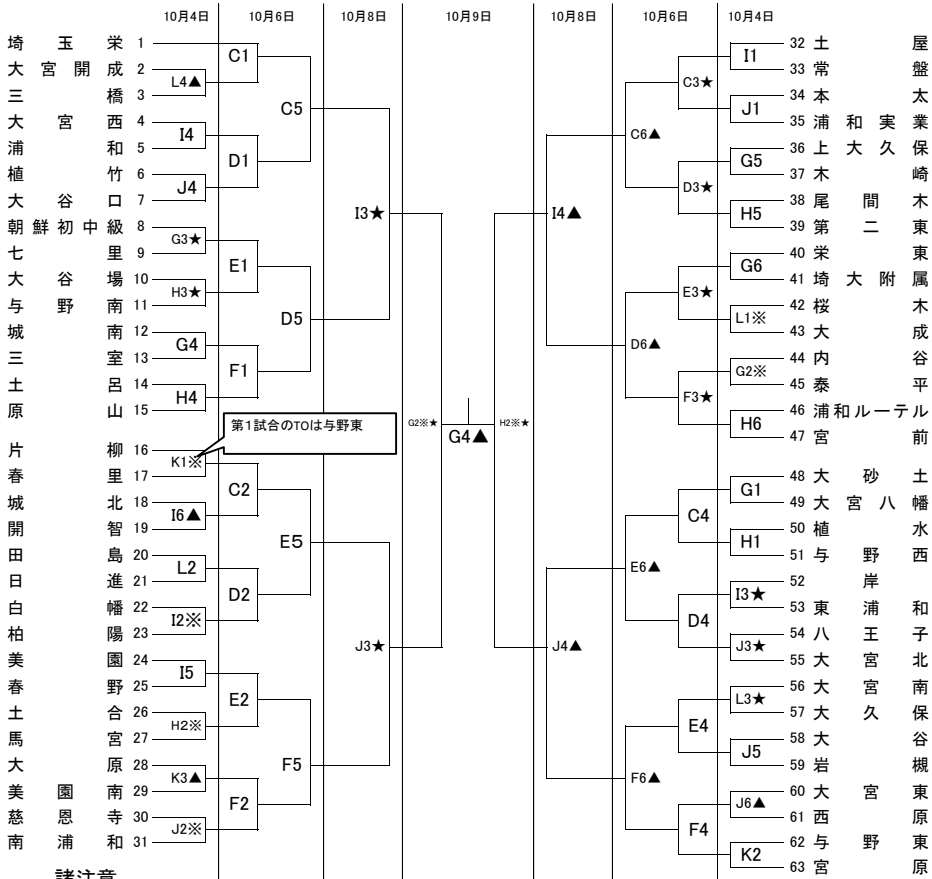 10月4日 10月6日 10月8日 10月9日 10月8日 10月6日 10月4日
埼玉栄 1
大宮開成 2
三橋 3
大宮西 4
浦和 5
植竹 6
大谷口 7
朝鮮初中級 8
七里 9
大谷場 10
与野南 11
城南 12
三室 13
土呂 14
原山 15
片柳 16
春里 17
城北 18
開智 19
田島 20
日進 21
白幡 22
柏陽 23
美園 24
春野 25
土合 26
馬宮 27
大原 28
美園南 29
慈恩寺 30
南浦和 31
L4▲
I4
J4
G3★
H3★
G4
H4
K1※
I6▲
L2
I2※
I5
H2※
K3▲
J2※
C1
D1
E1
F1
C2
D2
E2
F2
C5
D5
E5
F5
I3★
J3★
第1試合のTOは与野東
G2※★
G4▲
H2※★
I4▲
J4▲
C6▲
D6▲
E6▲
F6▲
C3★
D3★
E3★
F3★
C4
D4
E4
F4
I1
J1
G5
H5
G6
L1※
G2※
H6
G1
H1
I3★
J3★
L3★
J5
J6▲
K2
32 土屋
33 常盤
34 本太
35 浦和実業
36 上大久保
37 木崎
38 尾間木
39 第二東
40 栄東
41 埼大附属
42 桜木
43 大成
44 内谷
45 泰平
46 浦和ルーテル
47 宮前
48 大砂土
49 大宮八幡
50 植水
51 与野西
52 岸
53 東浦和
54 八王子
55 大宮北
56 大宮南
57 大久保
58 大谷
59 岩槻
60 大宮東
61 西原
62 与野東
63 宮原
諸注意